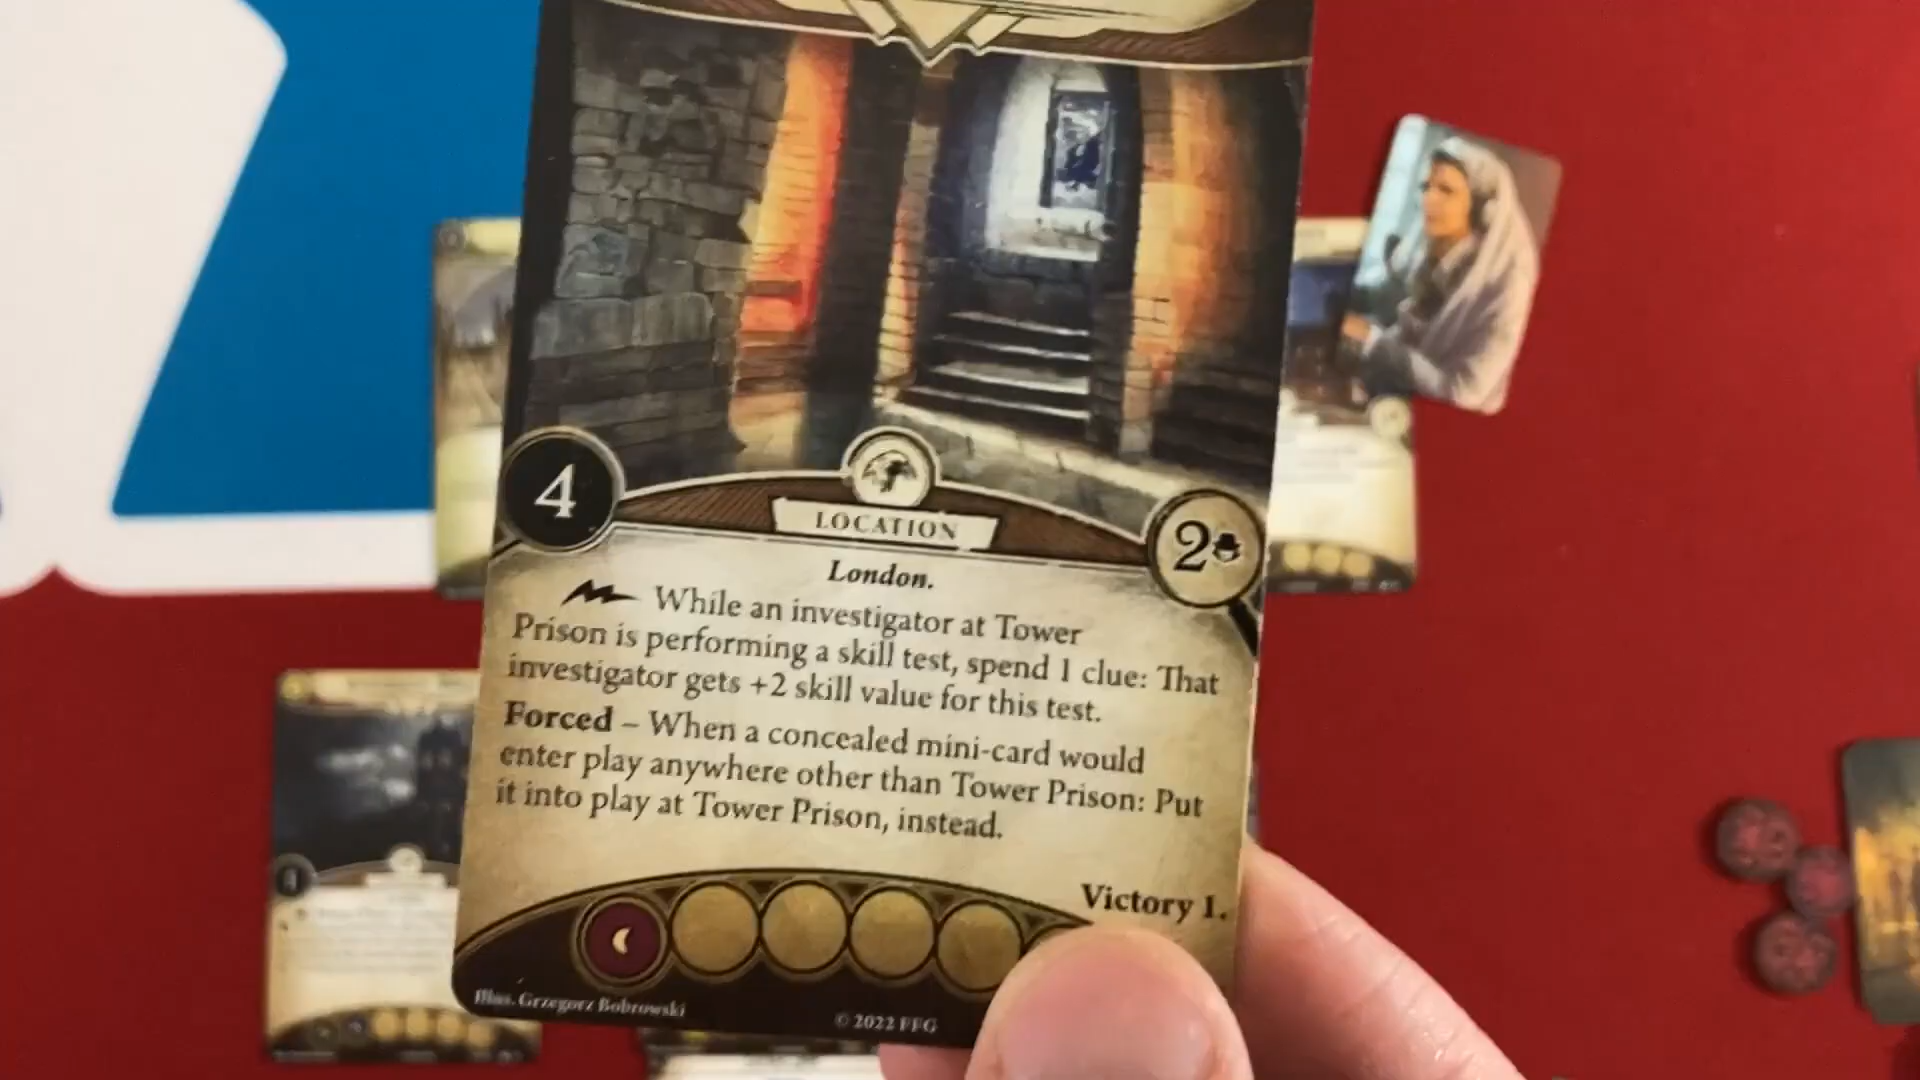 4
LOCATION
2
London.
While an investigator at Tower
Prison is performing a skill test, spend 1 clue: That
investigator gets +2 skill value for this test.
Forced – When a concealed mini-card would
enter play anywhere other than Tower Prison: Put
it into play at Tower Prison, instead.
Victory 1.
Illus. Grzegorz Bobrowski
© 2022 FFG